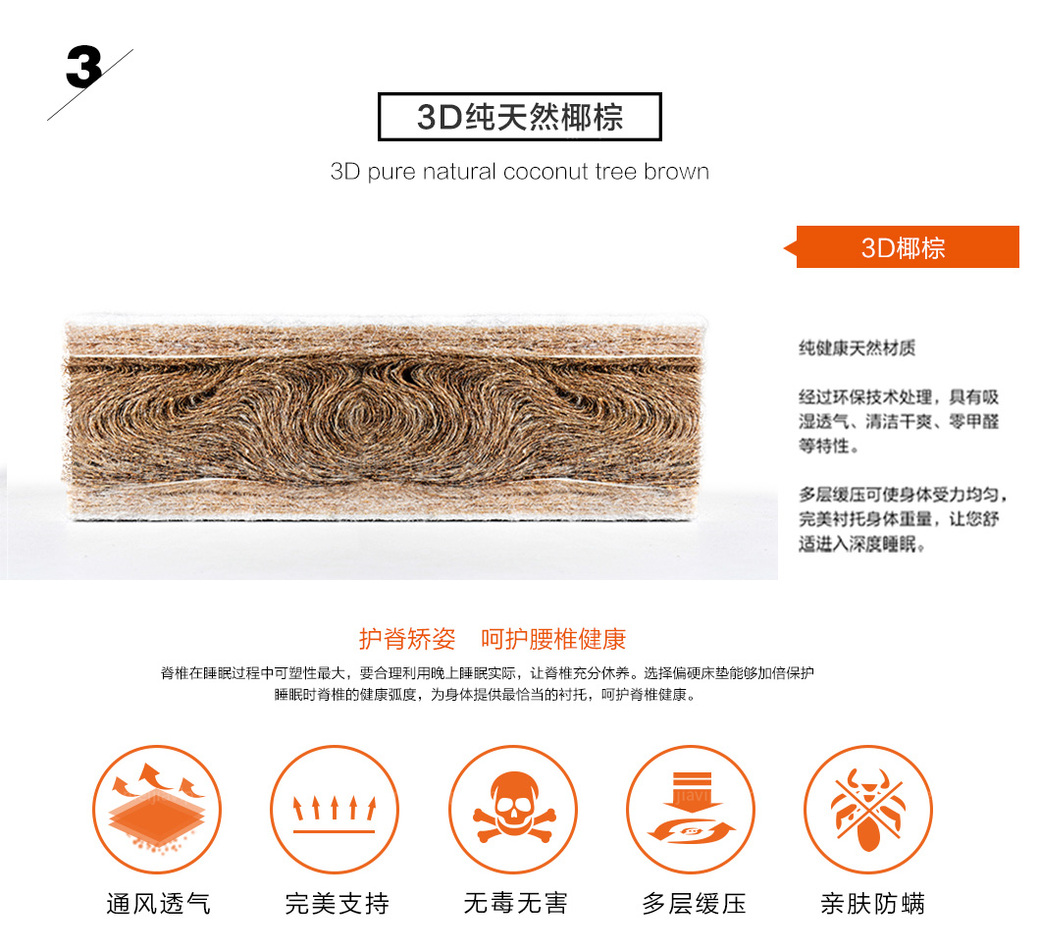 3
3D纯天然椰棕
3D pure natural coconut tree brown
3D椰棕
纯健康天然材质
经过环保技术处理，具有吸
湿透气、清洁干爽、零甲醛
等特性。
多层缓压可使身体受力均匀，
完美衬托身体重量，让您舒
适进入深度睡眠。
护脊矫姿 呵护腰椎健康
脊椎在睡眠过程中可塑性最大，要合理利用晚上睡眠实际，让脊椎充分休养。选择偏硬床垫能够加倍保护
睡眠时脊椎的健康弧度，为身体提供最恰当的衬托，呵护脊椎健康。
jiavi
通风透气
完美支持
无毒无害
多层缓压
亲肤防螨